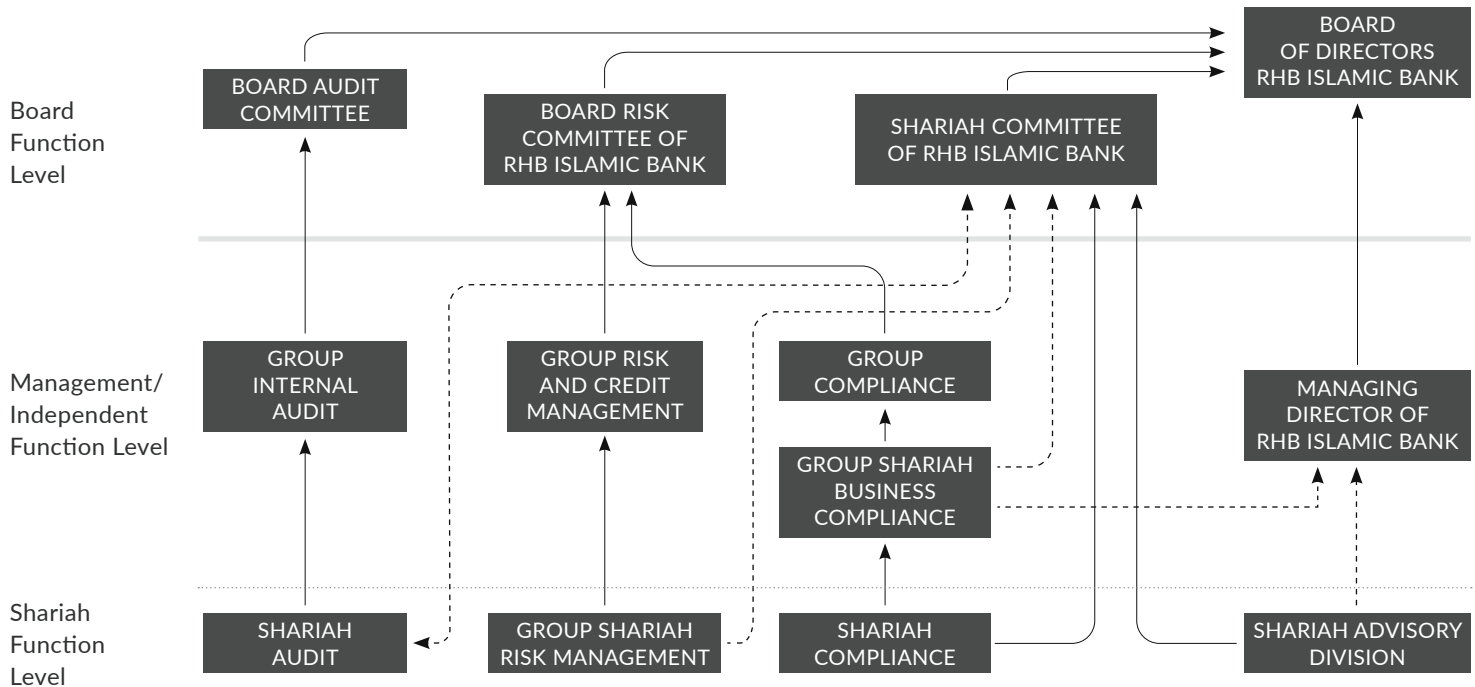 BOARD
OF DIRECTORS
RHB ISLAMIC BANK
Board
Function
Level
BOARD AUDIT
COMMITTEE
BOARD RISK
COMMITTEE OF
RHB ISLAMIC BANK
SHARIAH COMMITTEE
OF RHB ISLAMIC BANK
Management/
Independent
Function Level
GROUP
INTERNAL
AUDIT
GROUP RISK
AND CREDIT
MANAGEMENT
GROUP
COMPLIANCE
GROUP SHARIAH
BUSINESS
COMPLIANCE
MANAGING
DIRECTOR OF
RHB ISLAMIC BANK
Shariah
Function
Level
SHARIAH
AUDIT
GROUP SHARIAH
RISK MANAGEMENT
SHARIAH
COMPLIANCE
SHARIAH ADVISORY
DIVISION